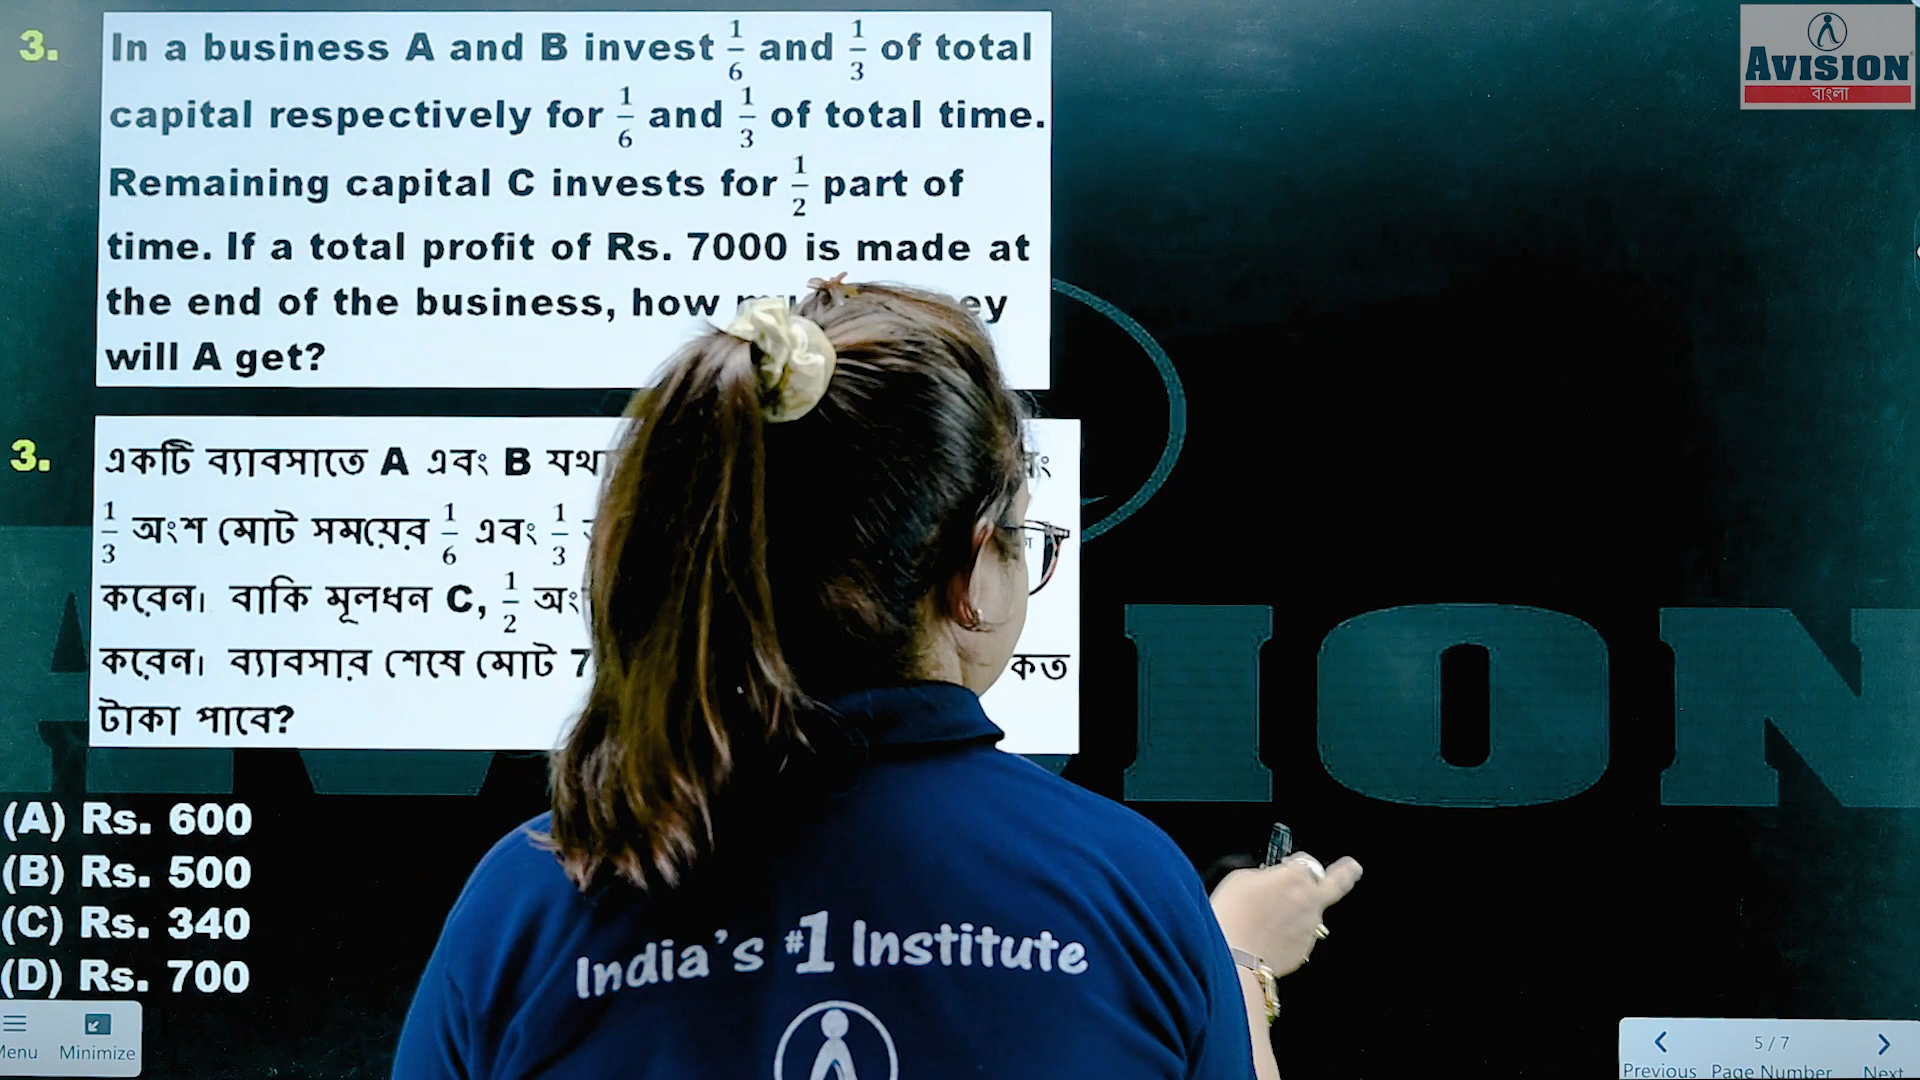 3. In a business A and B invest 1/6 and 1/3 of total
capital respectively for 1/6 and 1/3 of total time.
Remaining capital C invests for 1/2 part of
time. If a total profit of Rs. 7000 is made at
the end of the business, how
will A get?
3. একটি ব্যাবসাতে A এবং B
1/3 অংশ মোট সময়ের 1/6 এবং 1/3
করেন। বাকি মূলধন C, 1/2
করেন। ব্যাবসার শেষে মোট কত
টাকা পাবে?
(A) Rs. 600
(B) Rs. 500
(C) Rs. 340
(D) Rs. 700
AVISION
বাংলা
ION
India's #1 Institute
Menu Minimize
5 / 7
Previous Page Number Next